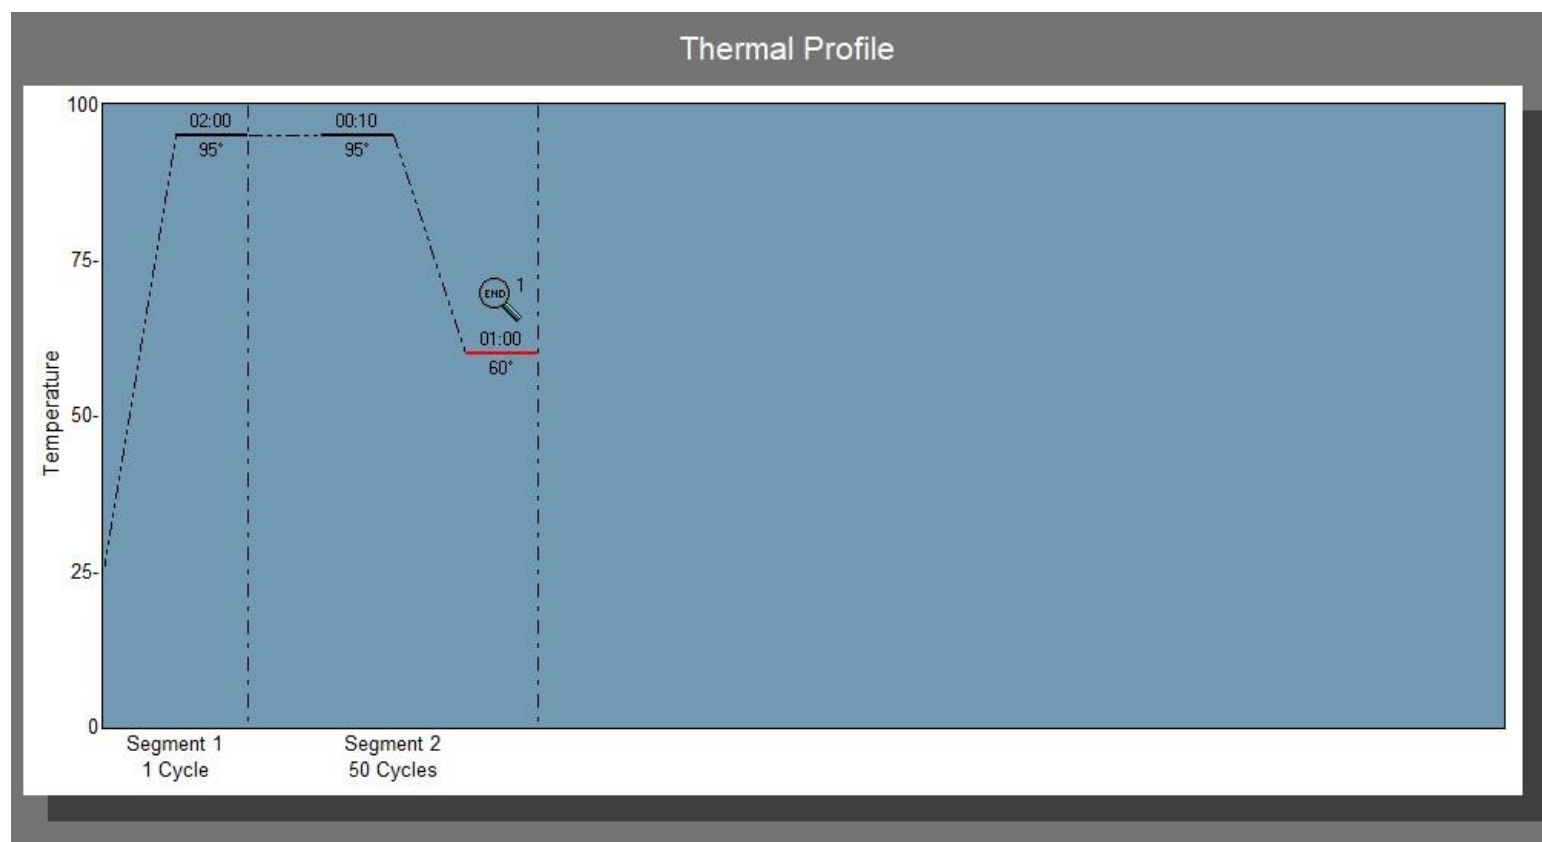 Thermal Profile
100
02:00
00:10
95°
95°
75-
END 1
01:00
60°
Temperature
50-
25-
0
Segment 1
Segment 2
1 Cycle
50 Cycles